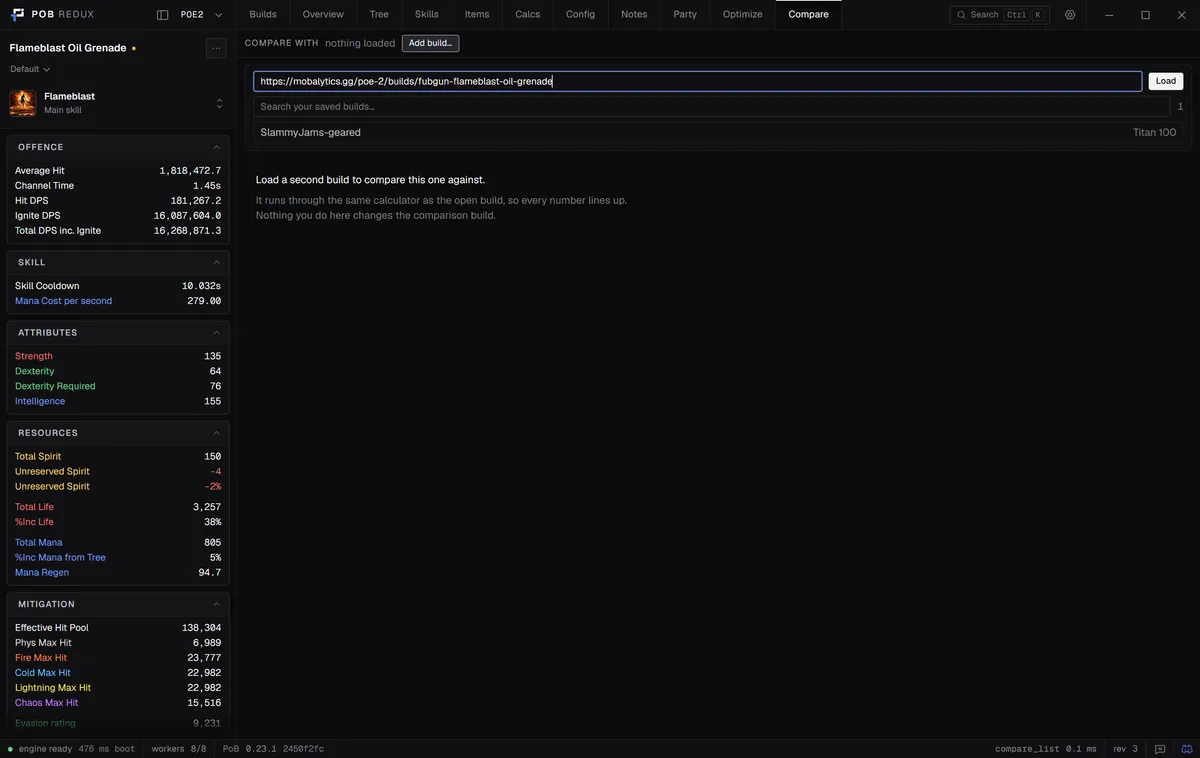 POB REDUX POE2 Builds Overview Tree Skills Items Calcs Config Notes Party Optimize Compare Search Ctrl K
Flameblast Oil Grenade
Default
Flameblast
Main skill
OFFENCE
Average Hit 1,818,472.7
Channel Time 1.45s
Hit DPS 181,267.2
Ignite DPS 16,087,604.0
Total DPS inc. Ignite 16,268,871.3
SKILL
Skill Cooldown 10.032s
Mana Cost per second 279.00
ATTRIBUTES
Strength 135
Dexterity 64
Dexterity Required 76
Intelligence 155
RESOURCES
Total Spirit 150
Unreserved Spirit -4
Unreserved Spirit -2%
Total Life 3,257
%Inc Life 38%
Total Mana 805
%Inc Mana from Tree 5%
Mana Regen 94.7
MITIGATION
Effective Hit Pool 138,304
Phys Max Hit 6,989
Fire Max Hit 23,777
Cold Max Hit 22,982
Lightning Max Hit 22,982
Chaos Max Hit 15,516
Evasion rating 9,231
COMPARE WITH nothing loaded Add build...
https://mobalytics.gg/poe-2/builds/fubgun-flameblast-oil-grenade Load
Search your saved builds... 1
SlammyJams-geared Titan 100
Load a second build to compare this one against.
It runs through the same calculator as the open build, so every number lines up.
Nothing you do here changes the comparison build.
engine ready 476 ms boot workers 8/8 PoB 0.23.1 2450f2fc compare_list 0.1 ms rev 3